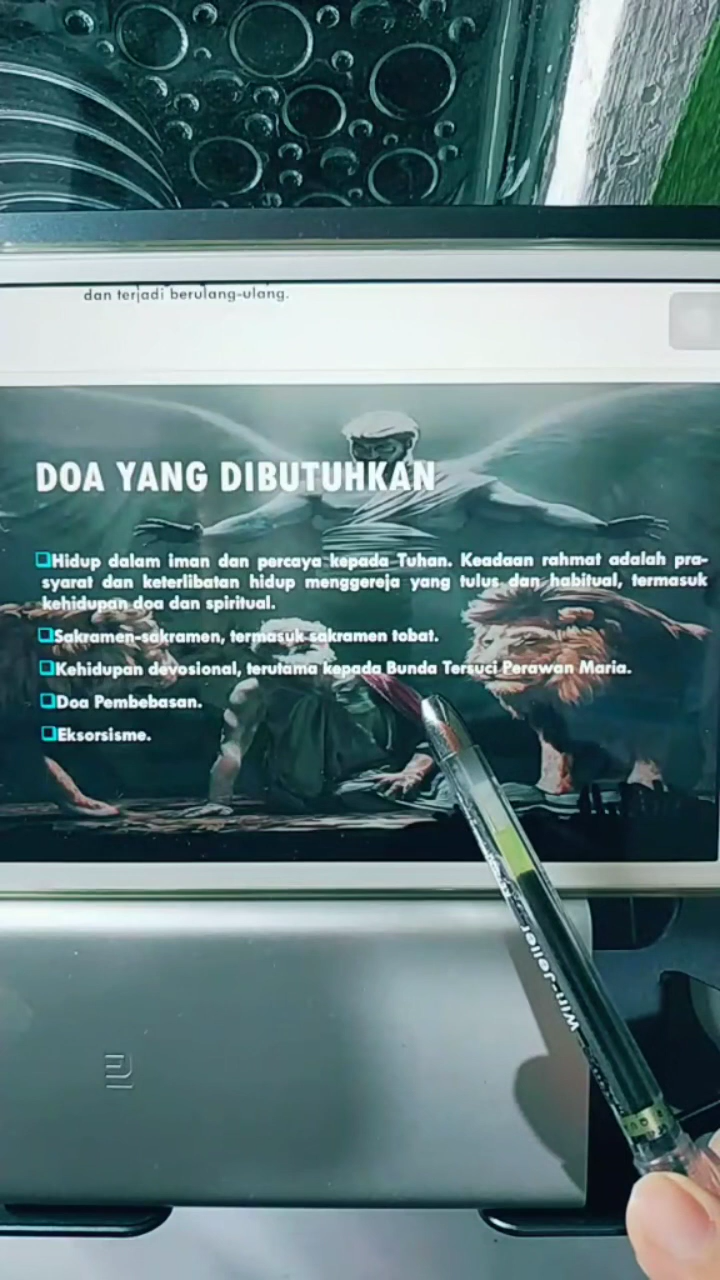 dan terjadi berulang-ulang.
DOA YANG DIBUTUHKAN
❑Hidup dalam iman dan percaya kepada Tuhan. Keadaan rahmat adalah pra-
syarat dan keterlibatan hidup menggereja yang tulus dan habitual, termasuk
kehidupan doa dan spiritual.
❑Sakramen-sakramen, termasuk sakramen tobat.
❑Kehidupan devosional, terutama kepada Bunda Tersuci Perawan Maria.
❑Doa Pembebasan.
❑Eksorsisme.
Win-Joller